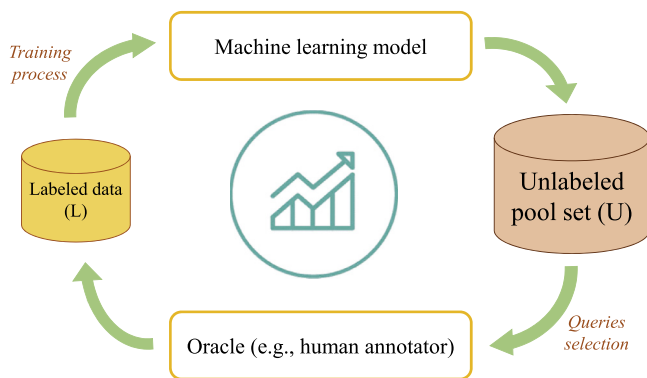 Training
process
Machine learning model
Labeled data
(L)
Unlabeled
pool set (U)
Oracle (e.g., human annotator)
Queries
selection